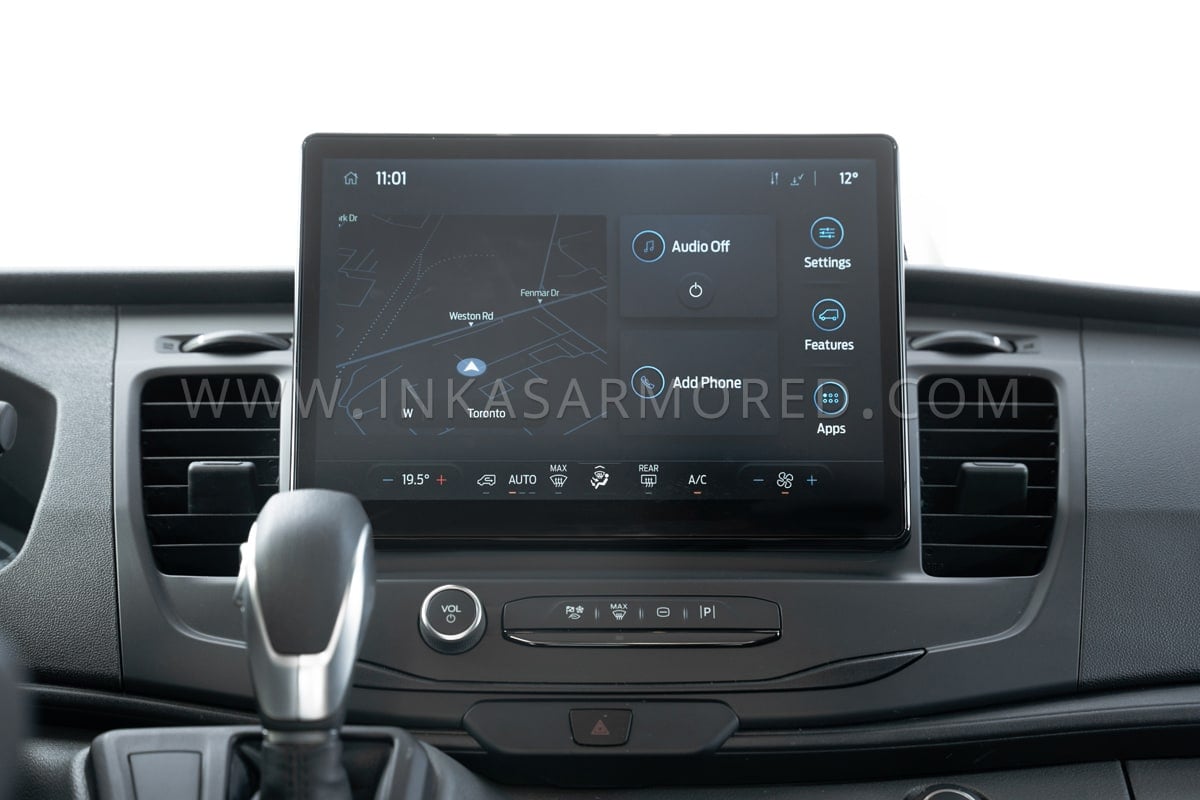 11:01
12°
rk Dr
Fenmar Dr
Weston Rd
W
Toronto
Audio Off
Add Phone
Settings
Features
Apps
WWW.INKASARMORED.COM
− 19.5° +
AUTO
MAX
REAR
A/C
− +
VOL
MAX
P